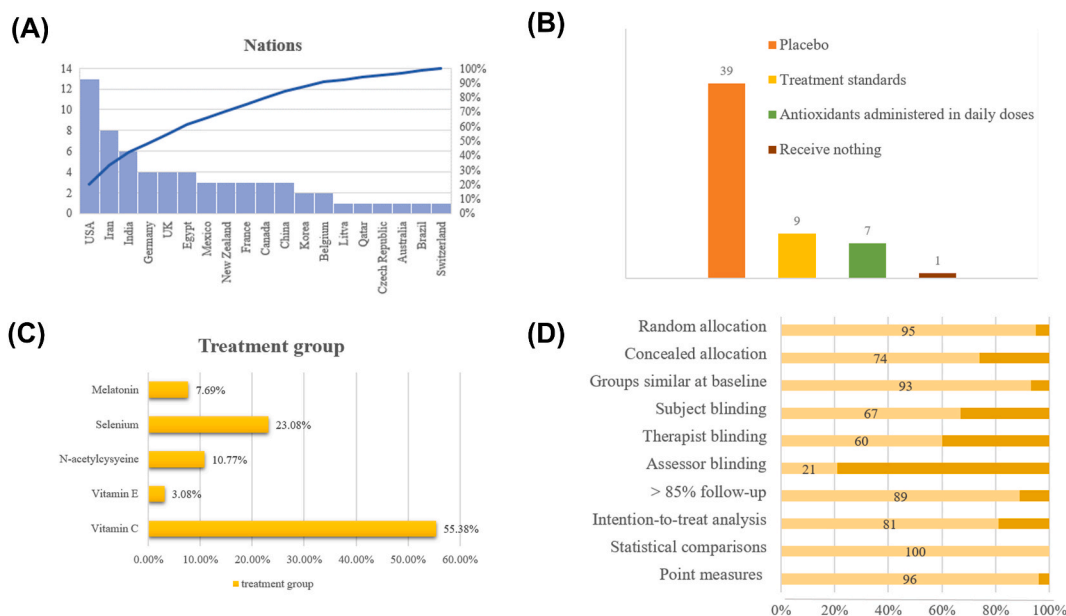 (A)
Nations
14
12
10
8
6
4
2
0
100%
90%
80%
70%
60%
50%
40%
30%
20%
10%
0%
USA
Iran
India
Germany
UK
Egypt
Mexico
New Zealand
France
Canada
China
Korea
Belgium
Litva
Qatar
Czech Republic
Australia
Brazil
Switzerland
(B)
Placebo
Treatment standards
Antioxidants administered in daily doses
Receive nothing
39
9
7
1
(C)
Treatment group
Melatonin 7.69%
Selenium 23.08%
N-acetylcysyeine 10.77%
Vitamin E 3.08%
Vitamin C 55.38%
0.00% 10.00% 20.00% 30.00% 40.00% 50.00% 60.00%
treatment group
(D)
Random allocation 95
Concealed allocation 74
Groups similar at baseline 93
Subject blinding 67
Therapist blinding 60
Assessor blinding 21
> 85% follow-up 89
Intention-to-treat analysis 81
Statistical comparisons 100
Point measures 96
0% 20% 40% 60% 80% 100%